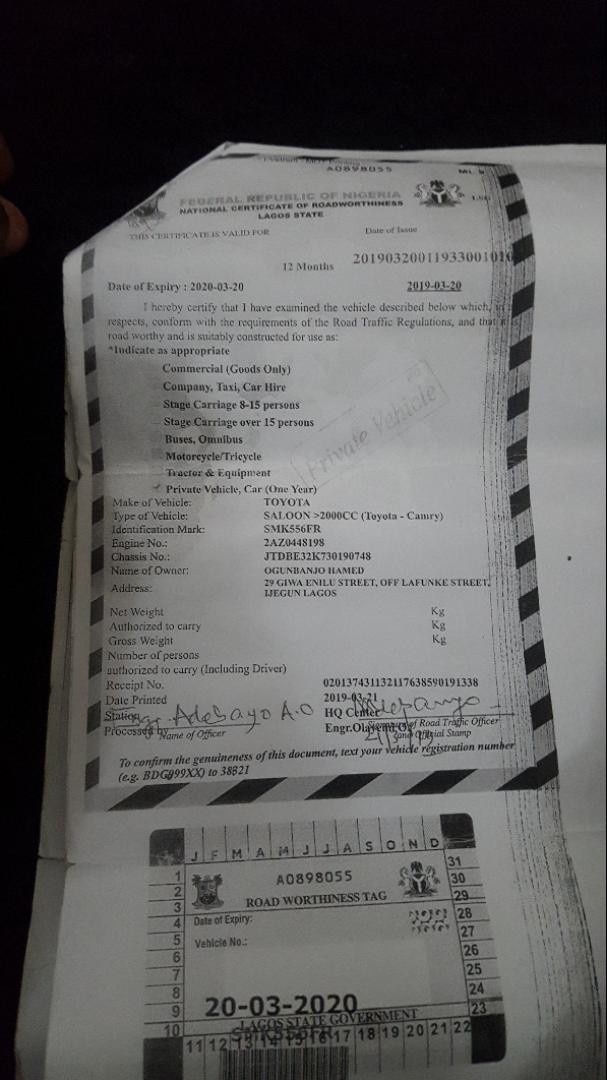 A0898055
FEDERAL REPUBLIC OF NIGERIA
NATIONAL CERTIFICATE OF ROADWORTHINESS
LAGOS STATE
THIS CERTIFICATE IS VALID FOR
Date of Issue
12 Months
Date of Expiry : 2020-03-20
2019-03-20
I hereby certify that I have examined the vehicle described below which, in
respects, conform with the requirements of the Road Traffic Regulations, and that it is
road worthy and is suitably constructed for use as:
*Indicate as appropriate
Commercial (Goods Only)
Company, Taxi, Car Hire
Stage Carriage 8-15 persons
Stage Carriage over 15 persons
Buses, Omnibus
Motorcycle/Tricycle
Tractor & Equipment
Private Vehicle, Car (One Year)
Private Vehicle
Make of Vehicle: TOYOTA
Type of Vehicle: SALOON >2000CC (Toyota - Camry)
Identification Mark: SMK556FR
Engine No.: 2AZ0448198
Chassis No.: JTDBE32K730190748
Name of Owner: OGUNBANJO HAMED
Address: 29 GIWA ENILU STREET, OFF LAFUNKE STREET,
IJEGUN LAGOS
Net Weight Kg
Authorized to carry Kg
Gross Weight Kg
Number of persons
authorized to carry (Including Driver)
Receipt No. 02013743113211763859​0191338
Date Printed 2019-03-21
Station HQ Center
Engr. Adebayo A.O
Processed by
Name of Officer
of Road Traffic Officer
and Official Stamp
To confirm the genuineness of this document, text your vehicle registration number
(e.g. BDG899XX) to 38321
J F M A M J J A S O N D
A0898055
ROAD WORTHINESS TAG
Date of Expiry:
Vehicle No.:
20-03-2020
LAGOS STATE GOVERNMENT
SMK556FR
1
2
3
4
5
6
7
8
9
10
11 12 13 14 15 16 17 18 19 20 21 22
23
24
25
26
27
28
29
30
31